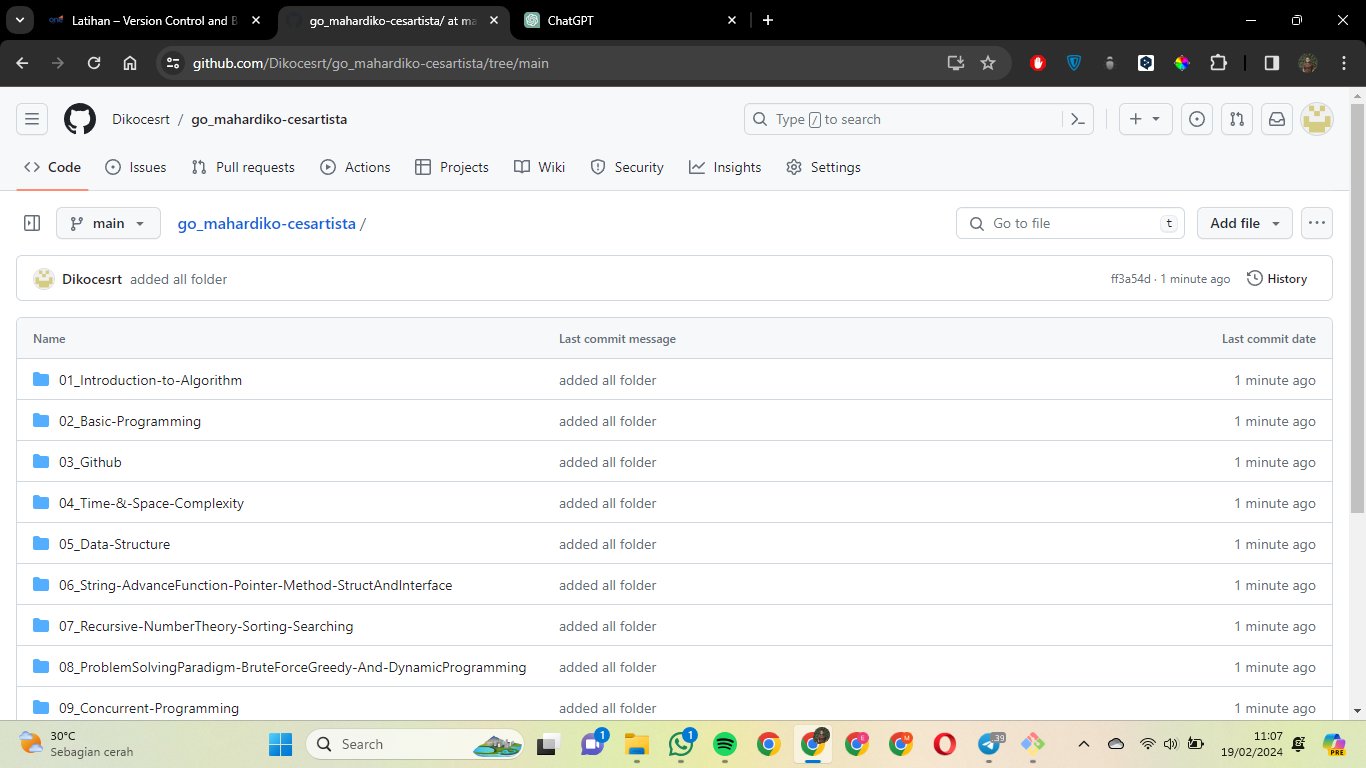 Latihan – Version Control and B
go_mahardiko-cesartista/ at ma
ChatGPT
github.com/Dikocesrt/go_mahardiko-cesartista/tree/main
Dikocesrt / go_mahardiko-cesartista
Type / to search
Code
Issues
Pull requests
Actions
Projects
Wiki
Security
Insights
Settings
main
go_mahardiko-cesartista /
Go to file
t
Add file
Dikocesrt added all folder
ff3a54d · 1 minute ago
History
Name
Last commit message
Last commit date
01_Introduction-to-Algorithm added all folder 1 minute ago
02_Basic-Programming added all folder 1 minute ago
03_Github added all folder 1 minute ago
04_Time-&-Space-Complexity added all folder 1 minute ago
05_Data-Structure added all folder 1 minute ago
06_String-AdvanceFunction-Pointer-Method-StructAndInterface added all folder 1 minute ago
07_Recursive-NumberTheory-Sorting-Searching added all folder 1 minute ago
08_ProblemSolvingParadigm-BruteForceGreedy-And-DynamicProgramming added all folder 1 minute ago
09_Concurrent-Programming added all folder 1 minute ago
30°C
Sebagian cerah
Search
1
1
39
11:07
19/02/2024
PRE